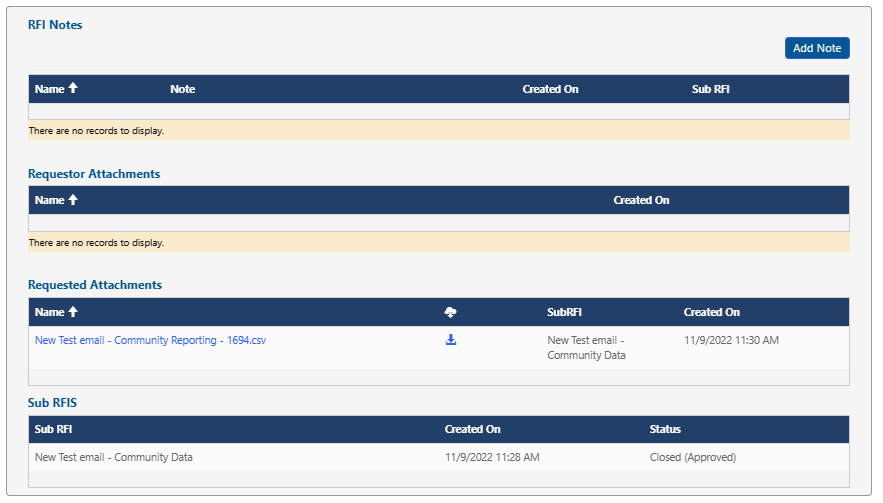 RFI Notes
Add Note
Name Note Created On Sub RFI
There are no records to display.
Requestor Attachments
Name Created On
There are no records to display.
Requested Attachments
Name SubRFI Created On
New Test email - Community Reporting - 1694.csv New Test email - 11/9/2022 11:30 AM
Community Data
Sub RFIS
Sub RFI Created On Status
New Test email - Community Data 11/9/2022 11:28 AM Closed (Approved)